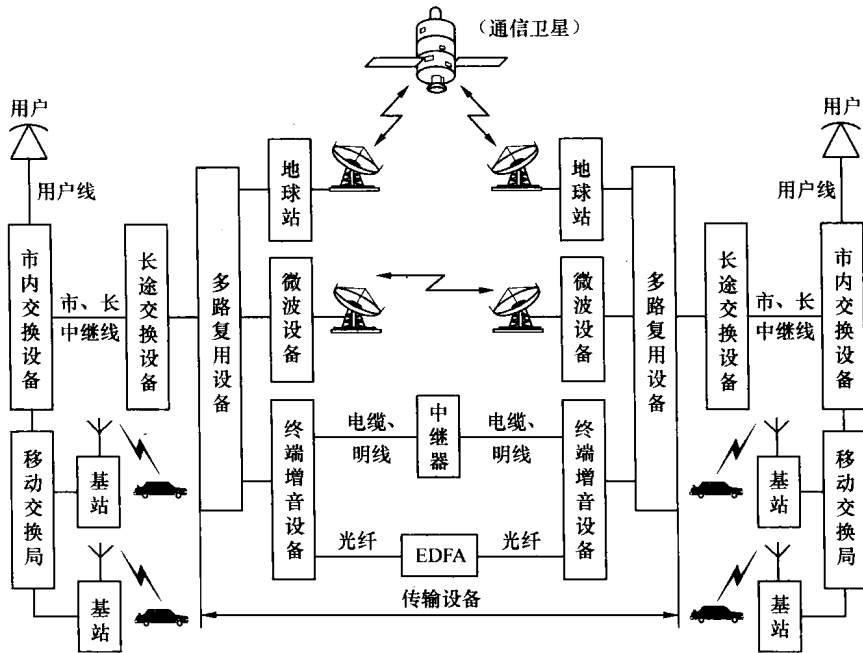 （通信卫星）
用户
用户
用户线
用户线
地球站
地球站
市内交换设备
市、长
中继线
长途交换设备
多路复用设备
微波设备
微波设备
多路复用设备
长途交换设备
市、长
中继线
市内交换设备
移动交换局
基站
终端增音设备
电缆、
明线
中继器
电缆、
明线
终端增音设备
基站
移动交换局
光纤
EDFA
光纤
基站
传输设备
基站